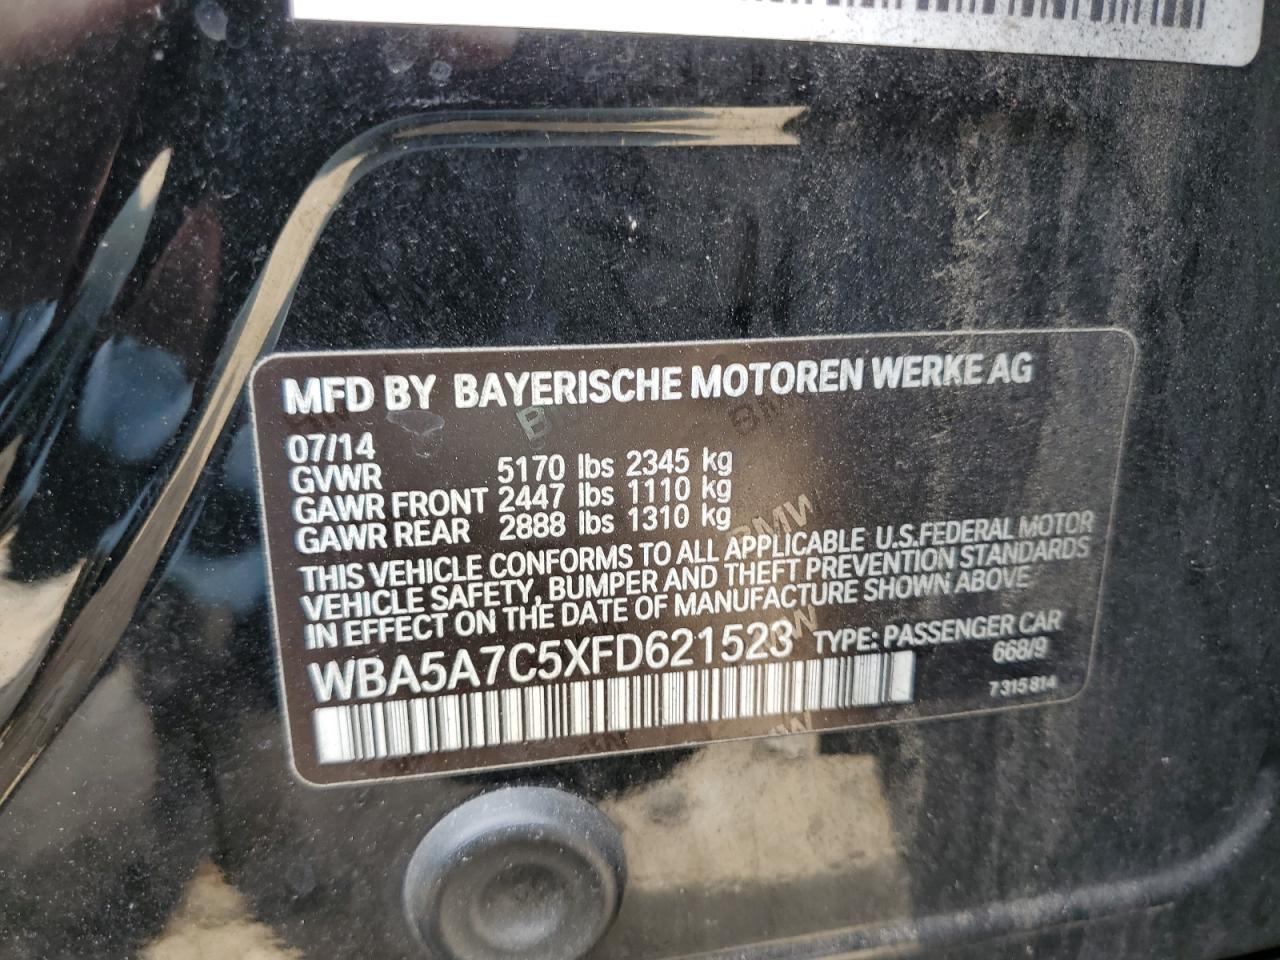 MFD BY BAYERISCHE MOTOREN WERKE AG
07/14
GVWR 5170 lbs 2345 kg
GAWR FRONT 2447 lbs 1110 kg
GAWR REAR 2888 lbs 1310 kg
THIS VEHICLE CONFORMS TO ALL APPLICABLE U.S.FEDERAL MOTOR
VEHICLE SAFETY, BUMPER AND THEFT PREVENTION STANDARDS
IN EFFECT ON THE DATE OF MANUFACTURE SHOWN ABOVE
WBA5A7C5XFD621523 TYPE: PASSENGER CAR
668/9
7 315 814